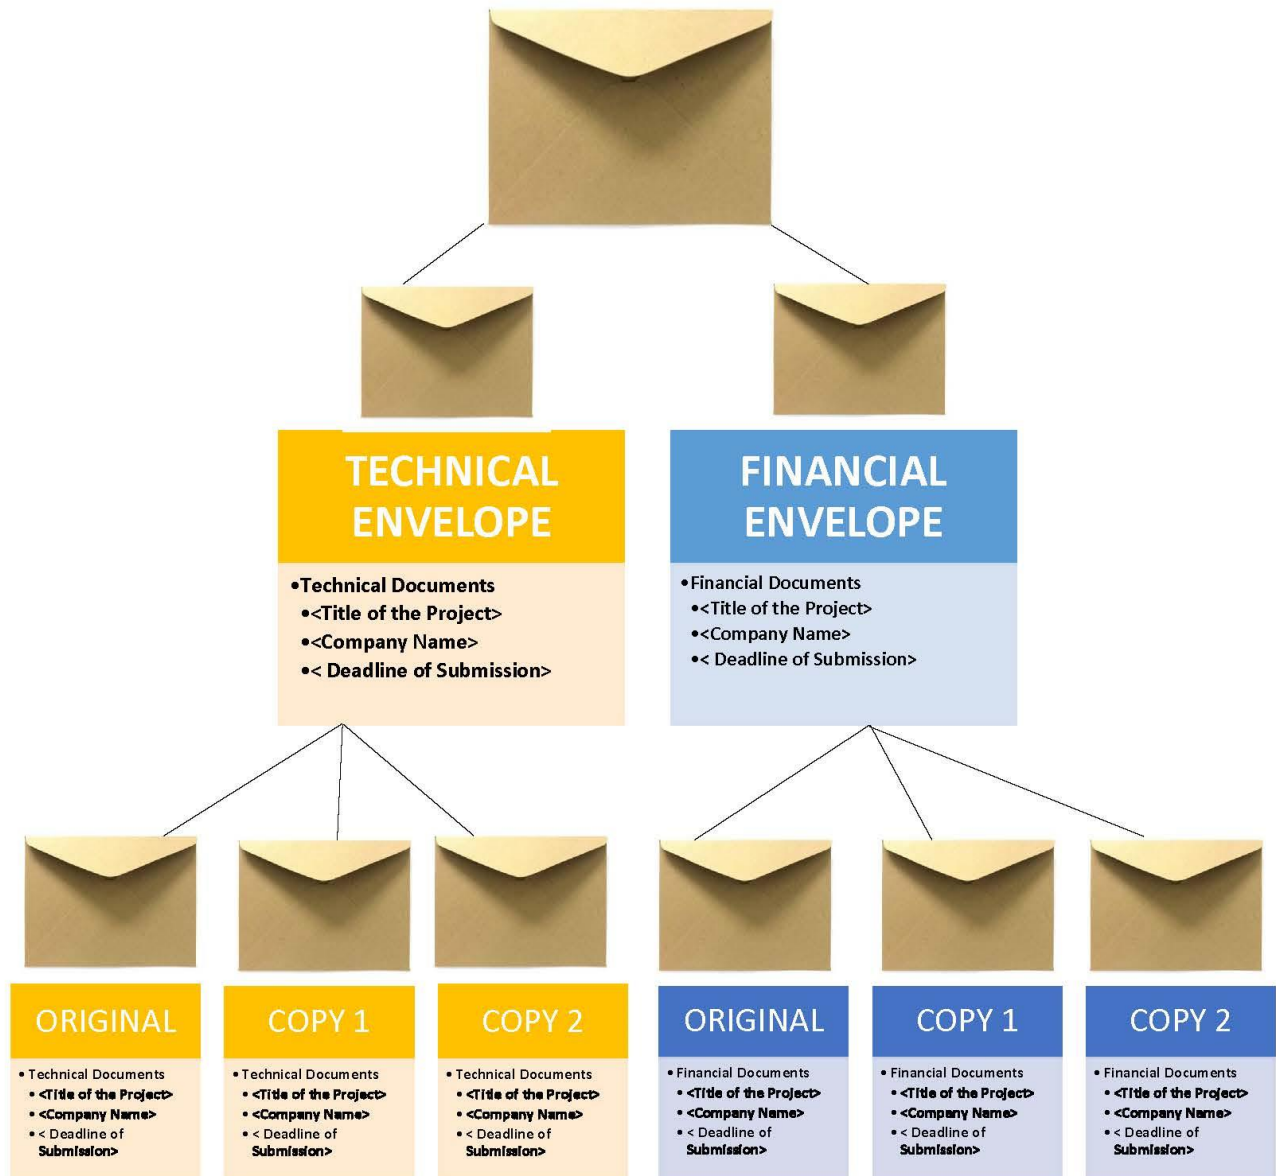 TECHNICAL
ENVELOPE
•Technical Documents
•<Title of the Project>
•<Company Name>
•< Deadline of Submission>
FINANCIAL
ENVELOPE
•Financial Documents
•<Title of the Project>
•<Company Name>
•< Deadline of Submission>
ORIGINAL
• Technical Documents
• <Title of the Project>
• <Company Name>
• < Deadline of
Submission>
COPY 1
• Technical Documents
• <Title of the Project>
• <Company Name>
• < Deadline of
Submission>
COPY 2
• Technical Documents
• <Title of the Project>
• <Company Name>
• < Deadline of
Submission>
ORIGINAL
• Financial Documents
• <Title of the Project>
• <Company Name>
• < Deadline of
Submission>
COPY 1
• Financial Documents
• <Title of the Project>
• <Company Name>
• < Deadline of
Submission>
COPY 2
• Financial Documents
• <Title of the Project>
• <Company Name>
• < Deadline of
Submission>